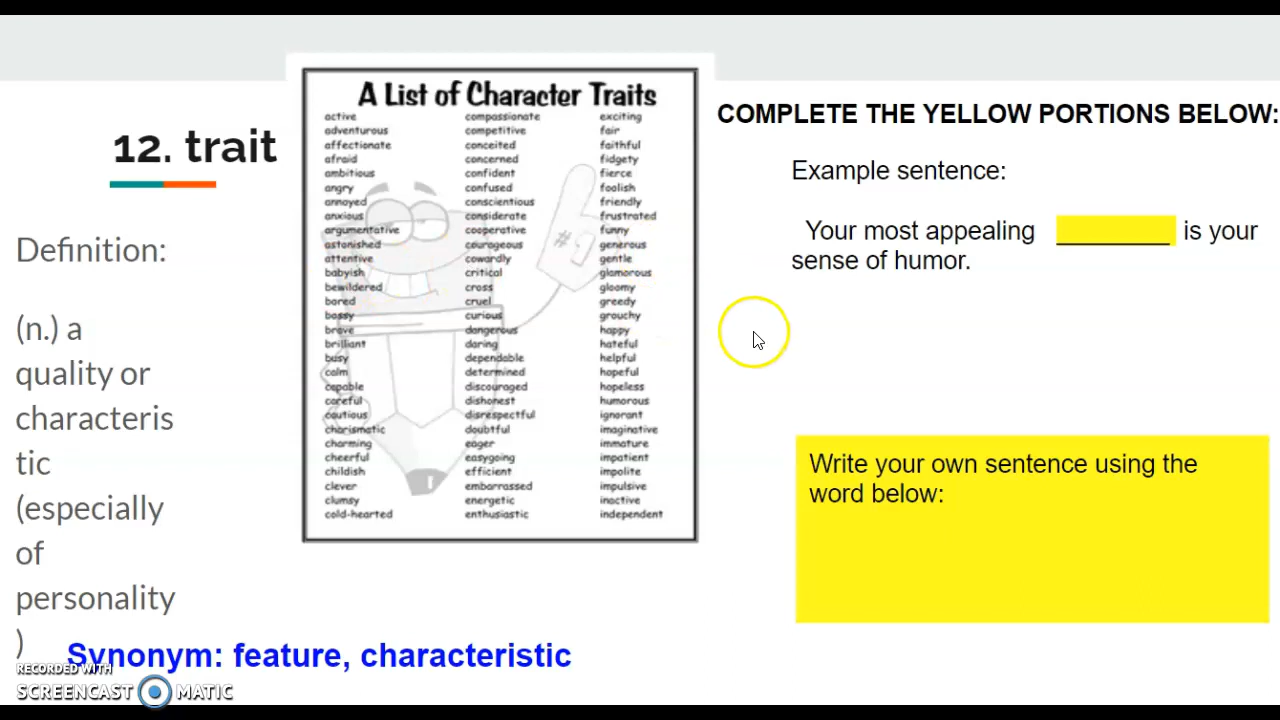 12. trait
Definition:
(n.) a
quality or
characteris
tic
(especially
of
personality
)
Synonym: feature, characteristic
A List of Character Traits
active
adventurous
affectionate
afraid
ambitious
angry
annoyed
anxious
argumentative
astonished
attentive
babyish
bewildered
bored
bossy
brave
brilliant
busy
calm
capable
careful
cautious
charismatic
charming
cheerful
childish
clever
clumsy
cold-hearted
compassionate
competitive
conceited
concerned
confident
confused
conscientious
considerate
cooperative
courageous
cowardly
critical
cross
cruel
curious
dangerous
daring
dependable
determined
discouraged
dishonest
disrespectful
doubtful
eager
easygoing
efficient
embarrassed
energetic
enthusiastic
exciting
fair
faithful
fidgety
fierce
foolish
friendly
frustrated
funny
generous
gentle
glamorous
gloomy
greedy
grouchy
happy
hateful
helpful
hopeful
hopeless
humorous
ignorant
imaginative
immature
impatient
impolite
impulsive
inactive
independent
#
COMPLETE THE YELLOW PORTIONS BELOW:
Example sentence:
Your most appealing ________ is your
sense of humor.
Write your own sentence using the
word below:
RECORDED WITH
SCREENCAST MATIC